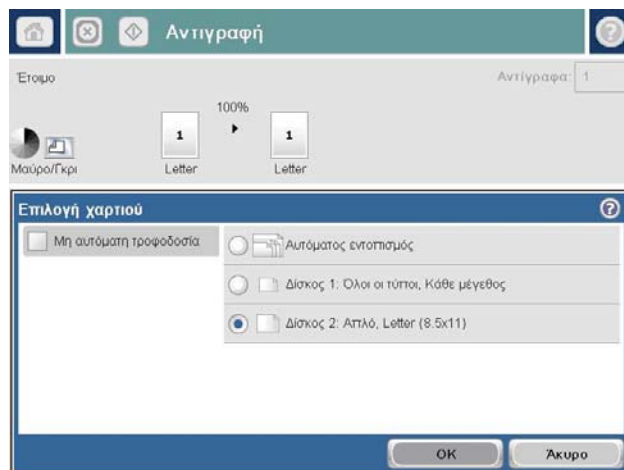 Αντιγραφή
Έτοιμο
Αντίγραφα: 1
100%
1
1
Μαύρο/Γκρι
Letter
Letter
Επιλογή χαρτιού
Μη αυτόματη τροφοδοσία
Αυτόματος εντοπισμός
Δίσκος 1: Όλοι οι τύποι, Κάθε μέγεθος
Δίσκος 2: Απλό, Letter (8.5x11)
OK
Άκυρο